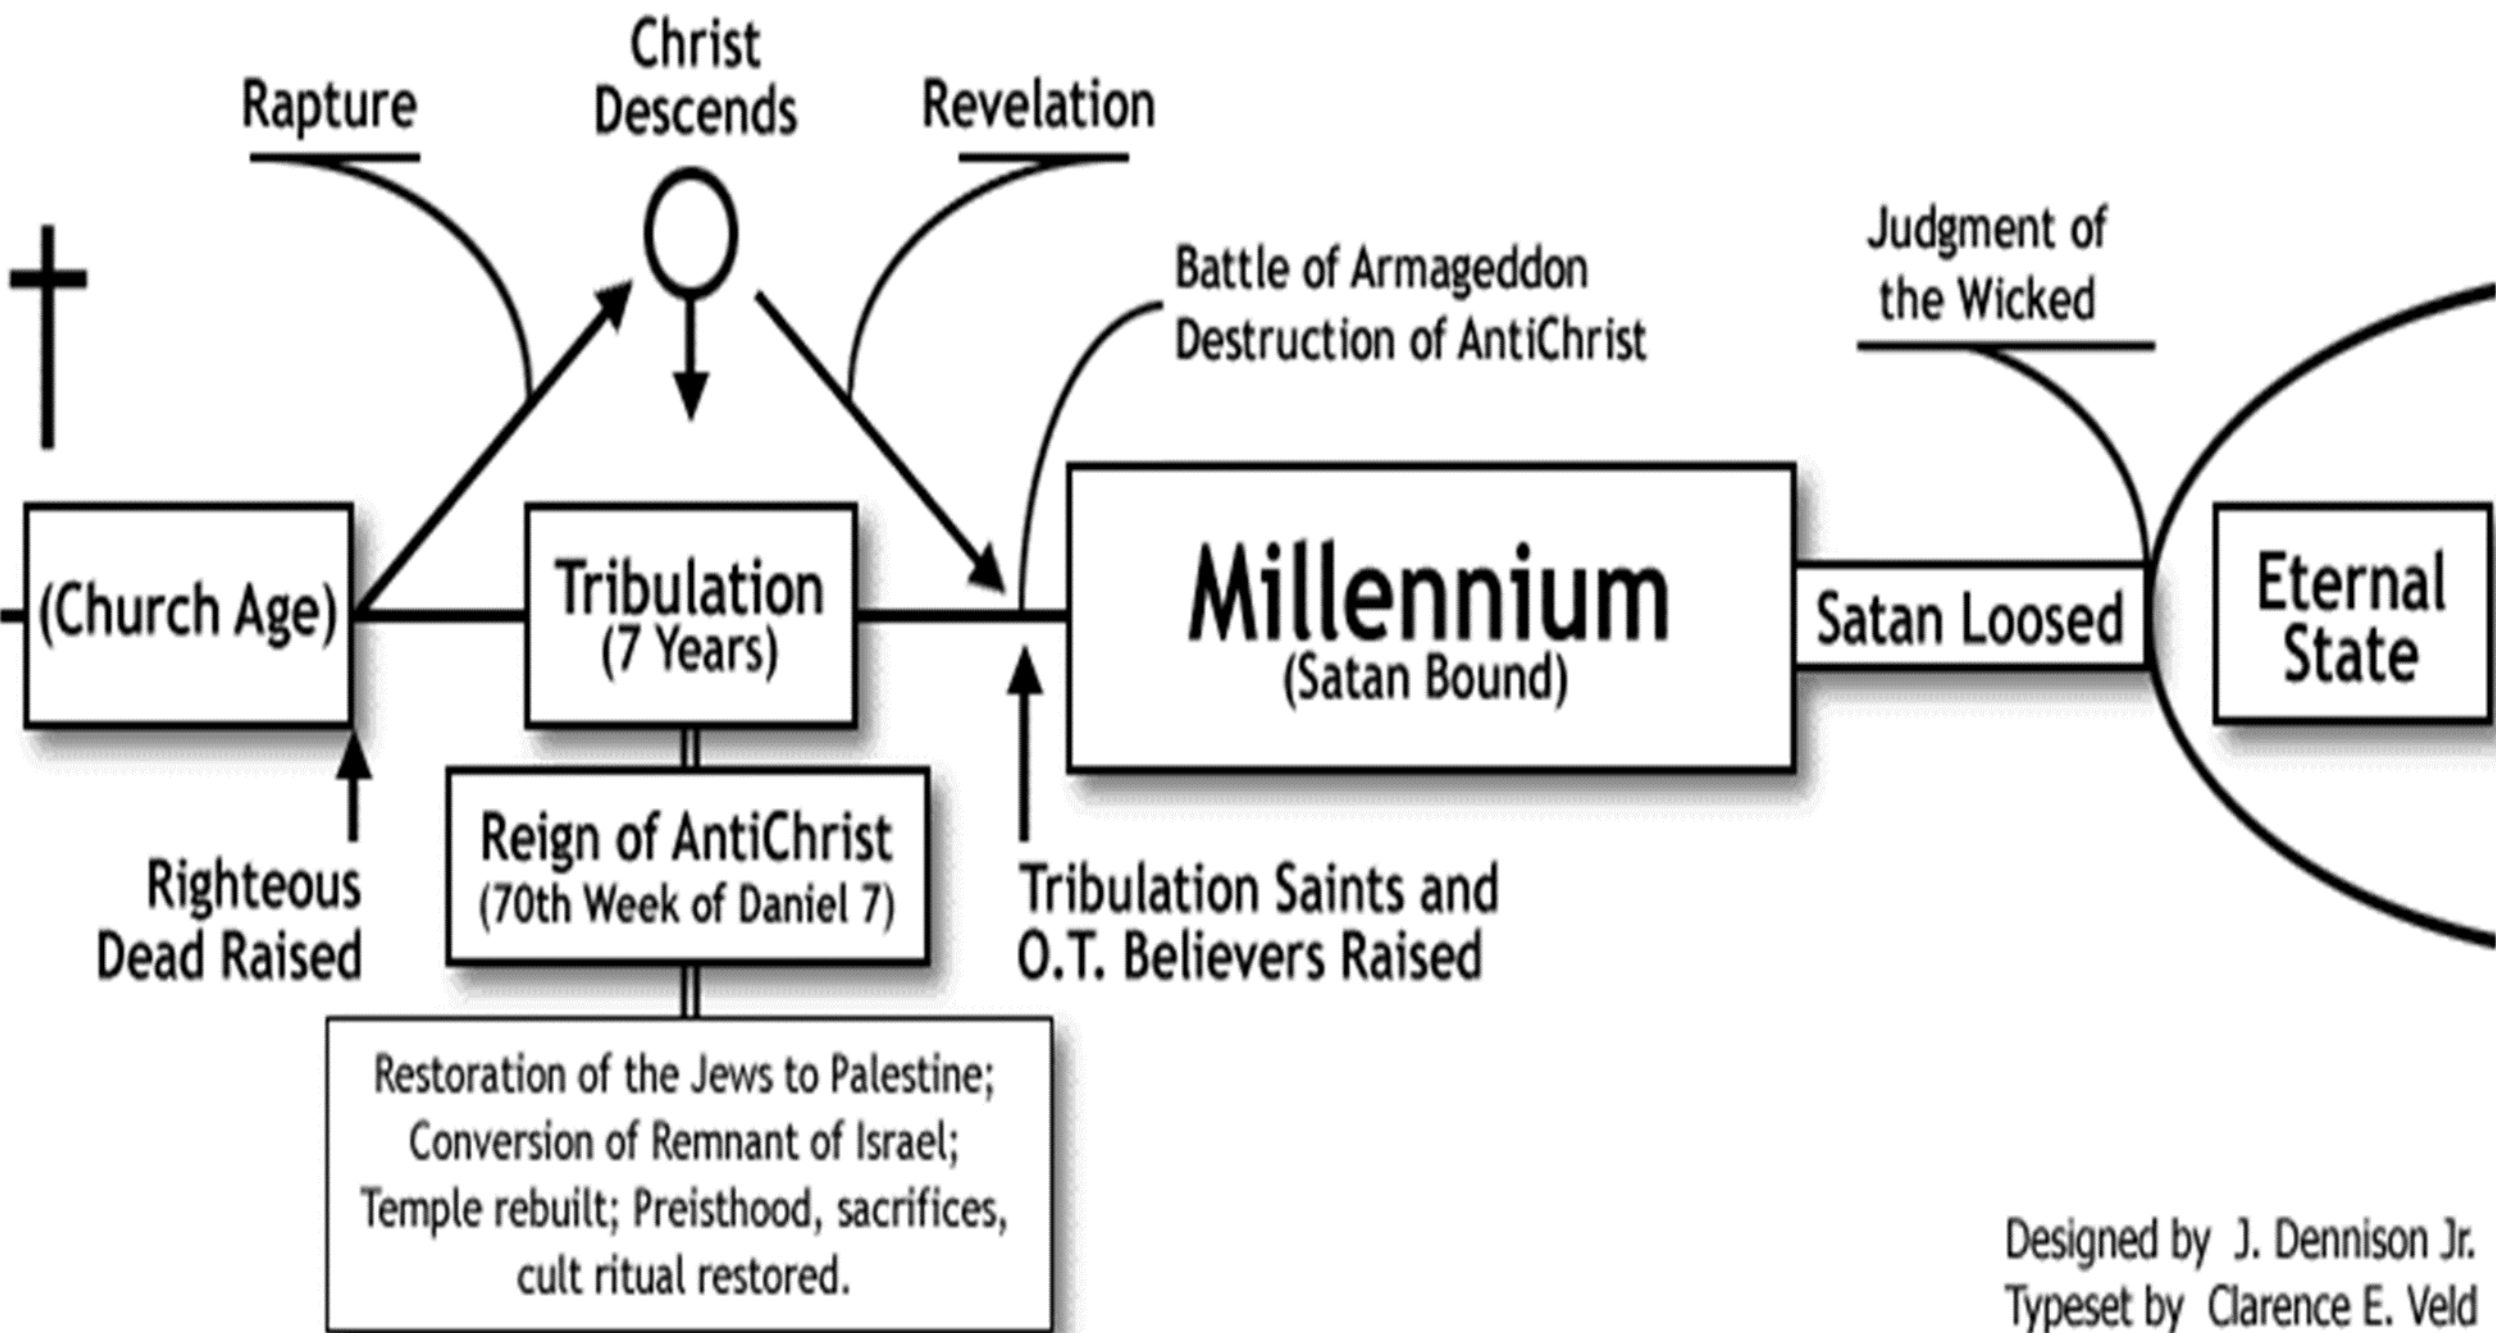 Christ
Descends
Rapture
Revelation
Battle of Armageddon
Destruction of AntiChrist
Judgment of
the Wicked
(Church Age)
Tribulation
(7 Years)
Millennium
(Satan Bound)
Satan Loosed
Eternal
State
Righteous
Dead Raised
Reign of AntiChrist
(70th Week of Daniel 7)
Tribulation Saints and
O.T. Believers Raised
Restoration of the Jews to Palestine;
Conversion of Remnant of Israel;
Temple rebuilt; Preisthood, sacrifices,
cult ritual restored.
Designed by J. Dennison Jr.
Typeset by Clarence E. Veld